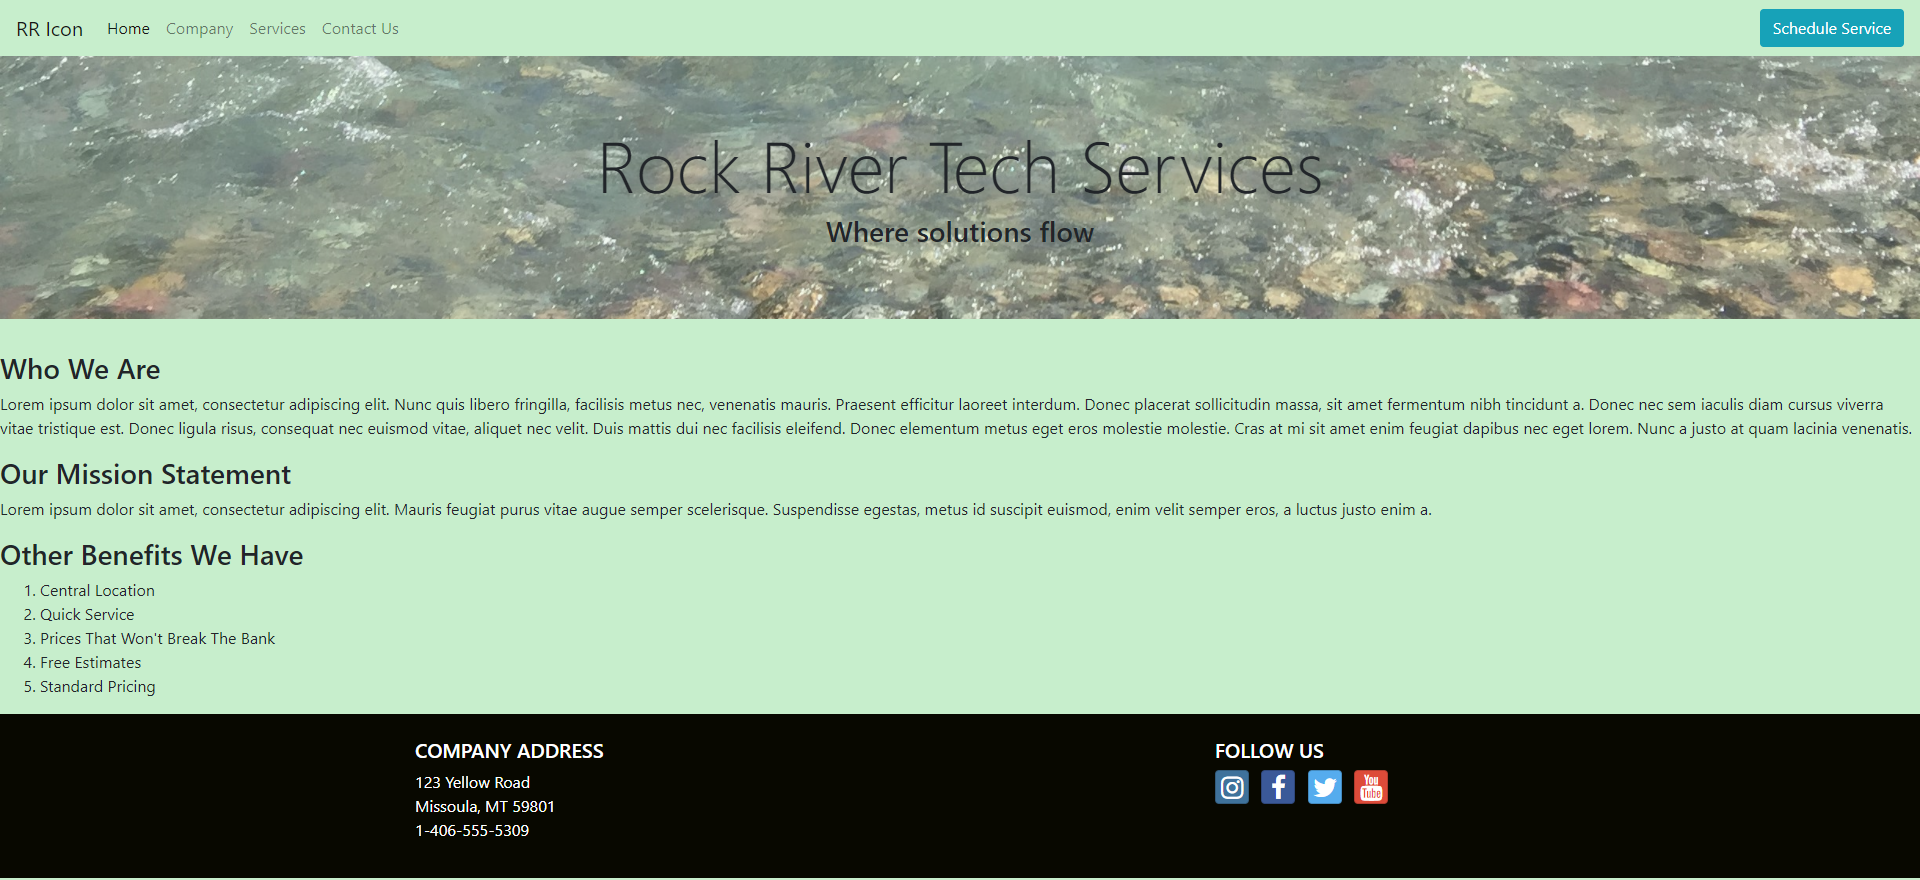 RR Icon Home Company Services Contact Us Schedule Service
Rock River Tech Services
Where solutions flow
Who We Are
Lorem ipsum dolor sit amet, consectetur adipiscing elit. Nunc quis libero fringilla, facilisis metus nec, venenatis mauris. Praesent efficitur laoreet interdum. Donec placerat sollicitudin massa, sit amet fermentum nibh tincidunt a. Donec nec sem iaculis diam cursus viverra
vitae tristique est. Donec ligula risus, consequat nec euismod vitae, aliquet nec velit. Duis mattis dui nec facilisis eleifend. Donec elementum metus eget eros molestie molestie. Cras at mi sit amet enim feugiat dapibus nec eget lorem. Nunc a justo at quam lacinia venenatis.
Our Mission Statement
Lorem ipsum dolor sit amet, consectetur adipiscing elit. Mauris feugiat purus vitae augue semper scelerisque. Suspendisse egestas, metus id suscipit euismod, enim velit semper eros, a luctus justo enim a.
Other Benefits We Have
1. Central Location
2. Quick Service
3. Prices That Won't Break The Bank
4. Free Estimates
5. Standard Pricing
COMPANY ADDRESS
123 Yellow Road
Missoula, MT 59801
1-406-555-5309
FOLLOW US
You
Tube